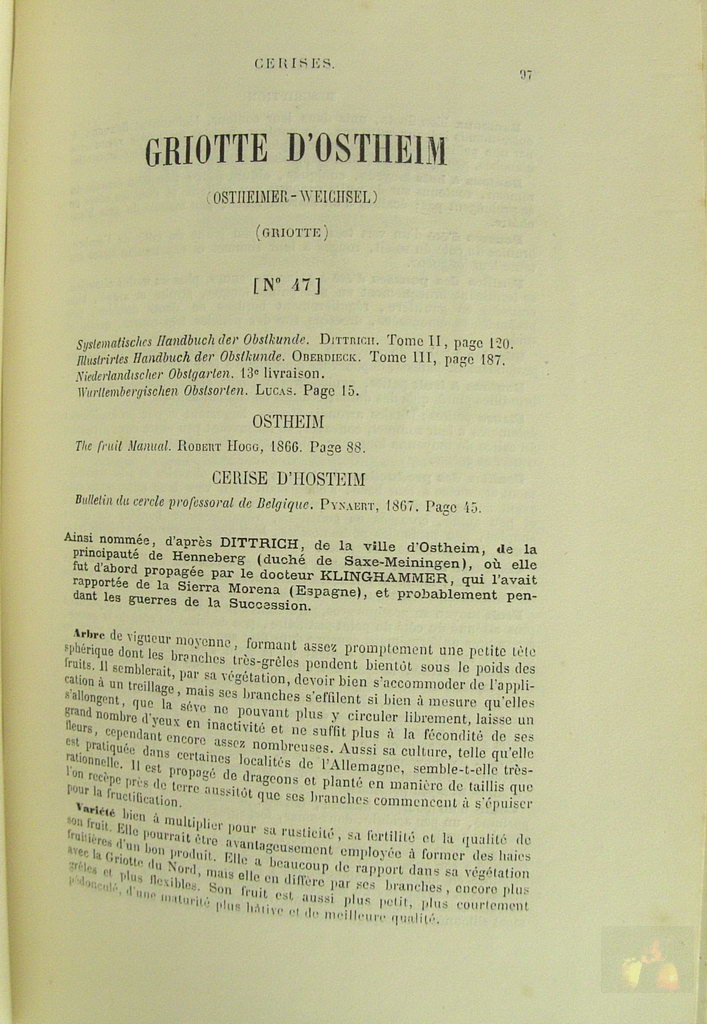 CERISES.
97
GRIOTTE D'OSTHEIM
(OSTHEIMER-WEICHSEL)
(GRIOTTE)
[N° 47]
Systematisches Handbuch der Obstkunde. DITTRICH. Tome II, page 120.
Illustrirtes Handbuch der Obstkunde. OBERDIECK. Tome III, page 187.
Niederlandischer Obstgarten. 13e livraison.
Wurttembergischen Obstsorten. LUCAS. Page 15.
OSTHEIM
The fruit Manual. ROBERT HOGG, 1866. Page 88.
CERISE D'HOSTEIM
Bulletin du cercle professoral de Belgique. PYNAERT, 1867. Page 45.
Ainsi nommée, d'après DITTRICH, de la ville d'Ostheim, de la
principauté de Henneberg (duché de Saxe-Meiningen), où elle
fut d'abord propagée par le docteur KLINGHAMMER, qui l'avait
rapportée de la Sierra Morena (Espagne), et probablement pen-
dant les guerres de la Succession.
Arbre de vigueur moyenne, formant assez promptement une petite tête
sphérique dont les branches très-grêles pendent bientôt sous le poids des
fruits. Il semblerait, par sa végétation, devoir bien s'accommoder de l'appli-
cation à un treillage, mais ses branches s'effilent si bien à mesure qu'elles
s'allongent, que la sève ne pouvant plus y circuler librement, laisse un
grand nombre d'yeux en inactivité et ne suffit plus à la fécondité de ses
fleurs, cependant encore assez nombreuses. Aussi sa culture, telle qu'elle
est pratiquée dans certaines localités de l'Allemagne, semble-t-elle très-
rationnelle. Il est propagé de drageons et planté en manière de taillis que
l'on recèpe près de terre aussitôt que ses branches commencent à s'épuiser
pour la fructification.
Variété bien à multiplier pour sa rusticité, sa fertilité et la qualité de
son fruit. Elle pourrait être avantageusement employée à former des haies
fruitières d'un bon produit. Elle a beaucoup de rapport dans sa végétation
avec la Griotte du Nord, mais elle en diffère par ses branches, encore plus
grêles et plus flexibles. Son fruit est aussi plus petit, plus courtement
pédonculé, d'une maturité plus hâtive et de meilleure qualité.